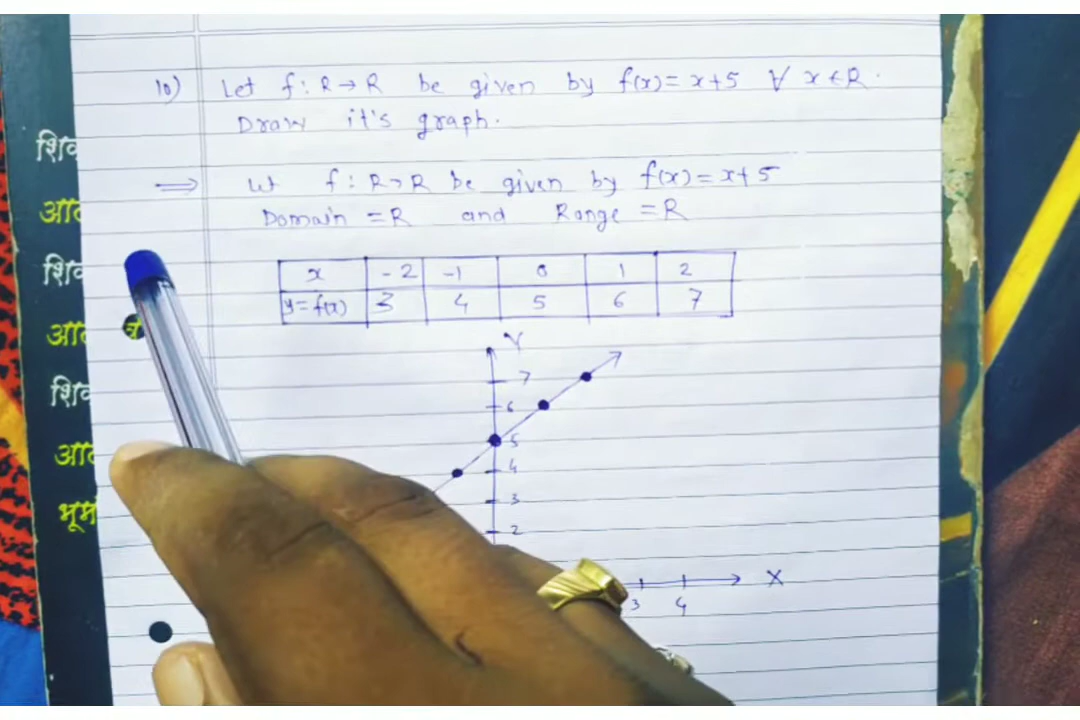 10) Let f: R→R be given by f(x)= x+5 ∀ x ∈ R.
Draw it's graph.
⟹ let f: R→R be given by f(x)= x+5
Domain = R and Range = R
x -2 -1 0 1 2
y=f(x) 3 4 5 6 7
Y
7
6
5
4
3
2
X
3 4
शि
आ
शि
आ
शि
आ
भूम